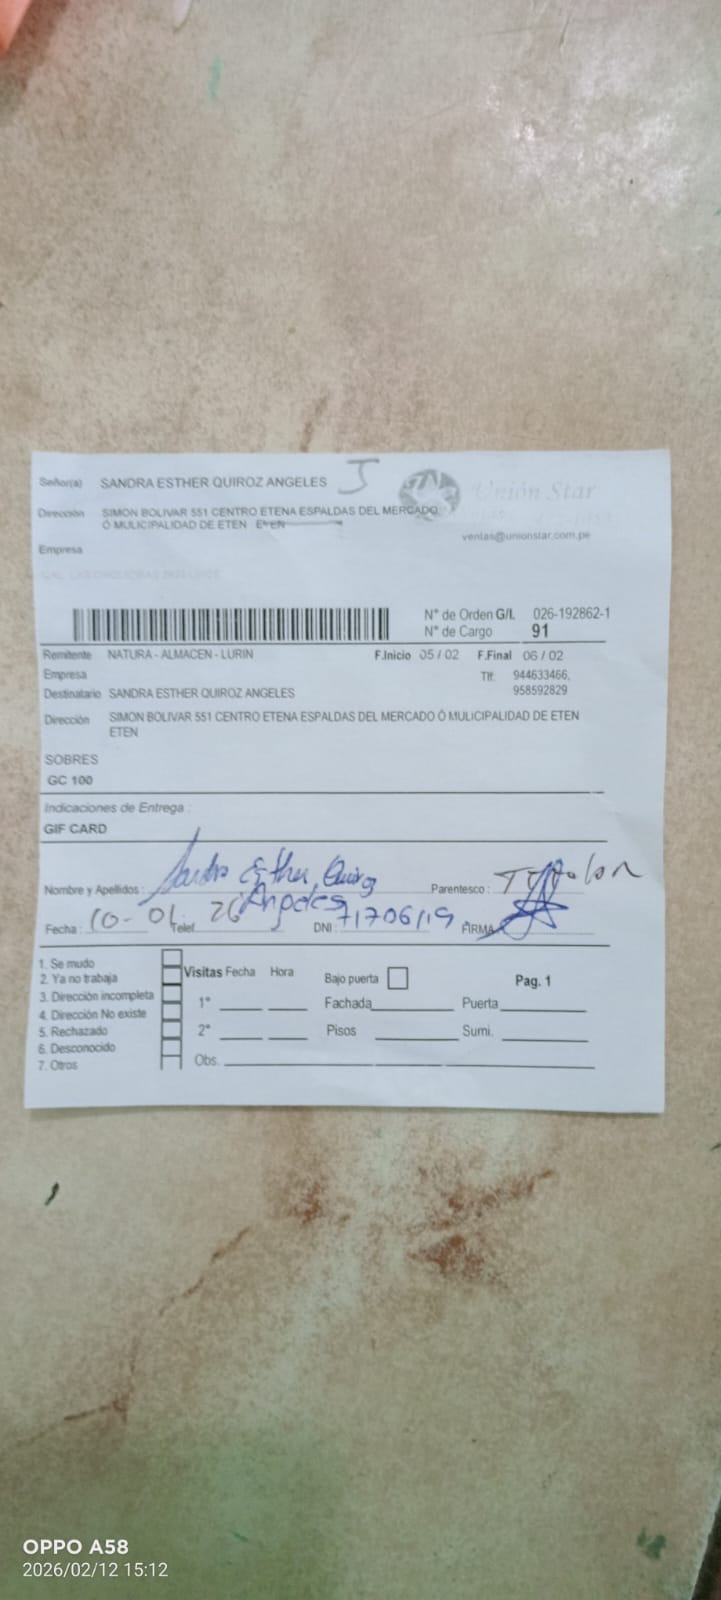 Señor(a) SANDRA ESTHER QUIROZ ANGELES J
Unión Star
Dirección SIMON BOLIVAR 551 CENTRO ETENA ESPALDAS DEL MERCADO
Ó MULICIPALIDAD DE ETEN ETEN
ventas@unionstar.com.pe
Empresa
N° de Orden G/L 026-192862-1
N° de Cargo 91
Remitente NATURA - ALMACEN - LURIN F.Inicio 05 / 02 F.Final 06 / 02
Empresa Tlf: 944633466,
Destinatario SANDRA ESTHER QUIROZ ANGELES 958592829
Dirección SIMON BOLIVAR 551 CENTRO ETENA ESPALDAS DEL MERCADO Ó MULICIPALIDAD DE ETEN
ETEN
SOBRES
GC 100
Indicaciones de Entrega :
GIF CARD
Nombre y Apellidos : Sandra Esther Quiroz Parentesco : Titular
Angeles
Fecha : 10-02 26 Telef. DNI : 71706119 FIRMA
1. Se mudo
2. Ya no trabaja
3. Dirección incompleta
4. Dirección No existe
5. Rechazado
6. Desconocido
7. Otros
Visitas Fecha Hora Bajo puerta Pag. 1
1° Fachada Puerta
2° Pisos Sumi.
Obs.
OPPO A58
2026/02/12 15:12